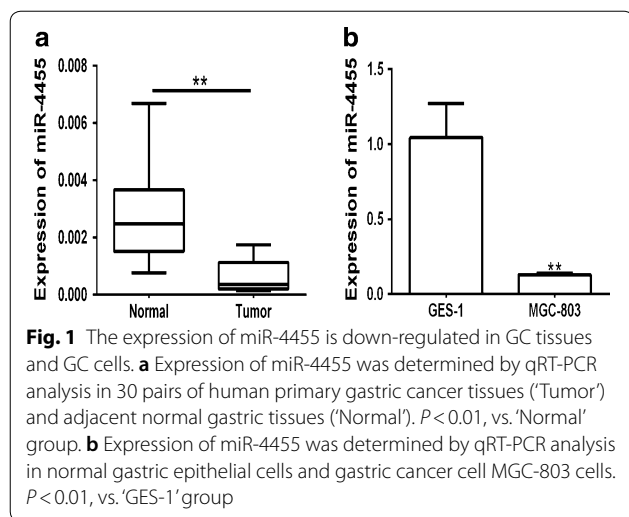 a
b
Expression of miR-4455
0.008
0.006
0.004
0.002
0.000
**
Normal
Tumor
Expression of miR-4455
1.5
1.0
0.5
0.0
**
GES-1
MGC-803
Fig. 1 The expression of miR-4455 is down-regulated in GC tissues
and GC cells. a Expression of miR-4455 was determined by qRT-PCR
analysis in 30 pairs of human primary gastric cancer tissues (‘Tumor’)
and adjacent normal gastric tissues (‘Normal’). P < 0.01, vs. ‘Normal’
group. b Expression of miR-4455 was determined by qRT-PCR analysis
in normal gastric epithelial cells and gastric cancer cell MGC-803 cells.
P < 0.01, vs. ‘GES-1’ group